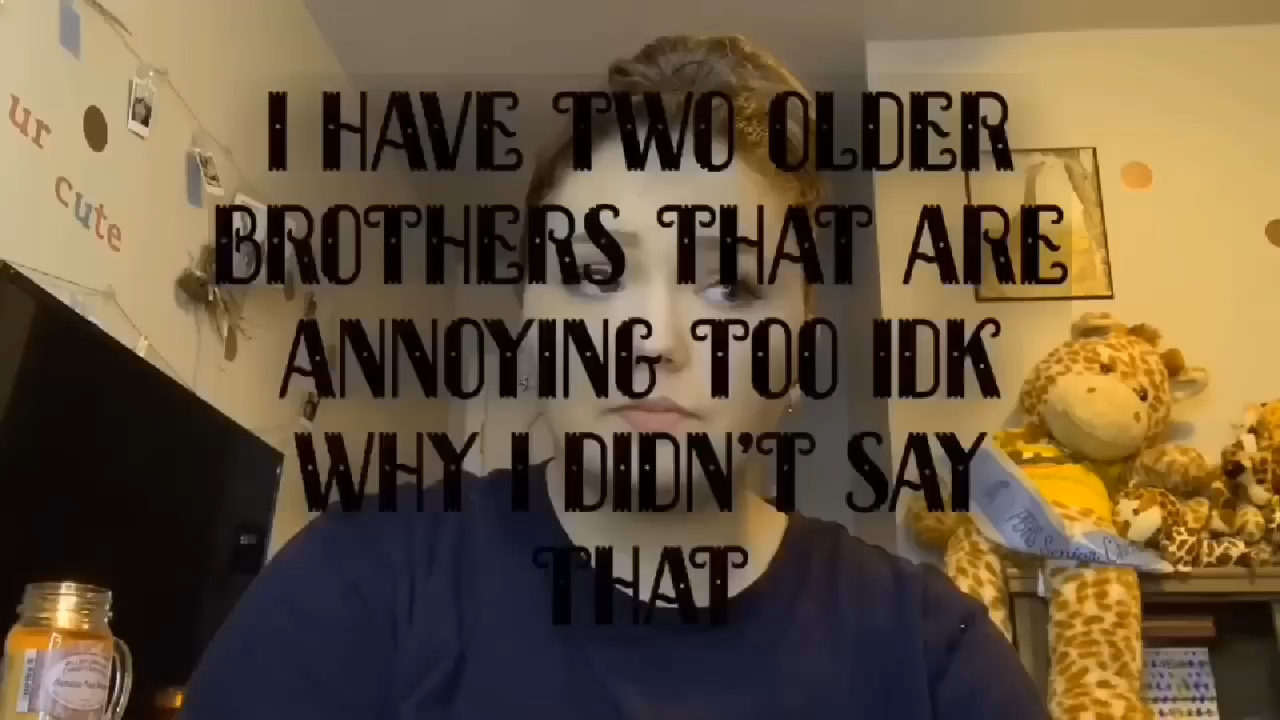 I HAVE TWO OLDER
BROTHERS THAT ARE
ANNOYING TOO IDK
WHY I DIDN'T SAY
THAT
ur
cute